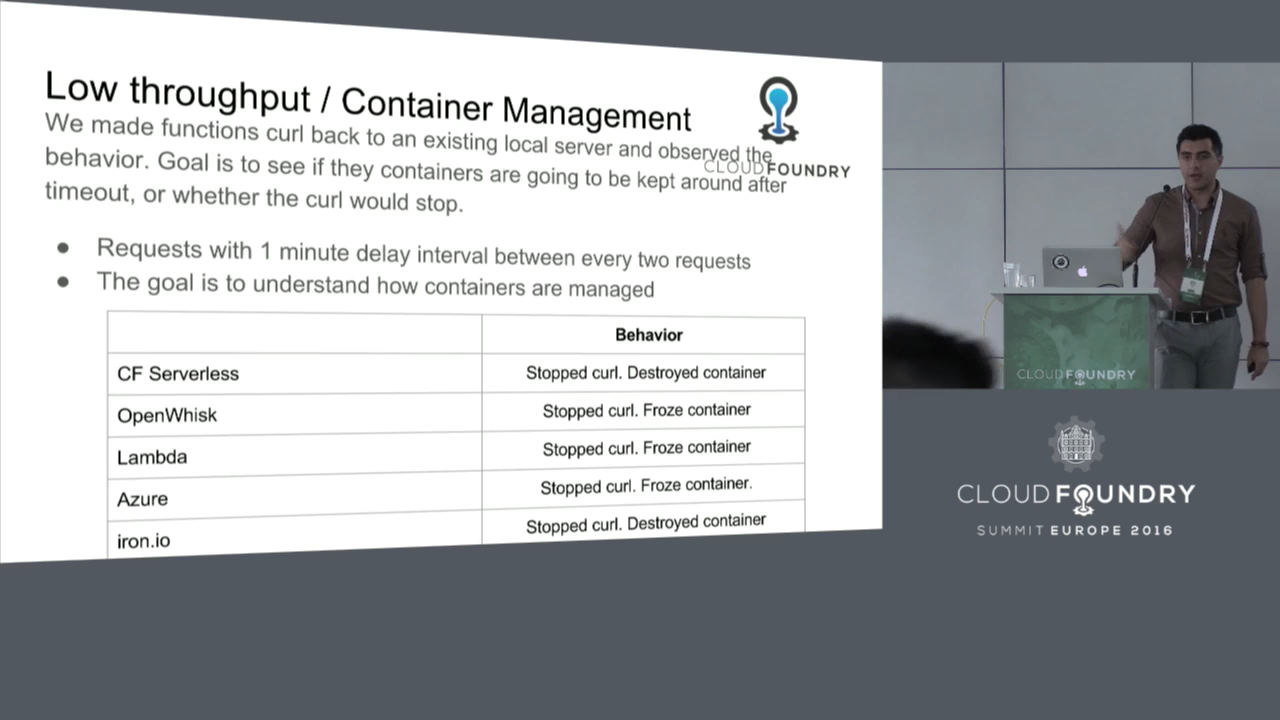 Low throughput / Container Management
We made functions curl back to an existing local server and observed the
behavior. Goal is to see if they containers are going to be kept around after
timeout, or whether the curl would stop.
CLOUDFOUNDRY
● Requests with 1 minute delay interval between every two requests
● The goal is to understand how containers are managed
Behavior
CF Serverless Stopped curl. Destroyed container
OpenWhisk Stopped curl. Froze container
Lambda Stopped curl. Froze container
Azure Stopped curl. Froze container.
iron.io Stopped curl. Destroyed container
CLOUD FOUNDRY
CLOUD FOUNDRY
SUMMIT EUROPE 2016